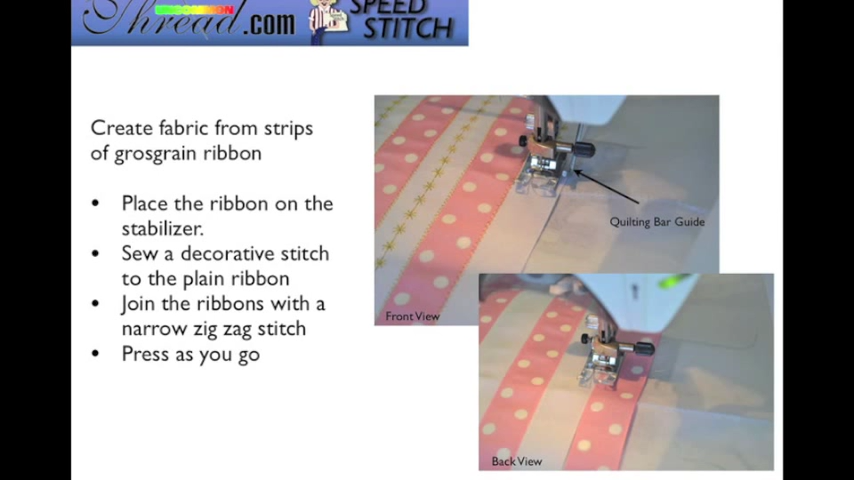 UNCOMMON
Thread.com
SPEED
STITCH
Create fabric from strips
of grosgrain ribbon
• Place the ribbon on the
stabilizer.
• Sew a decorative stitch
to the plain ribbon
• Join the ribbons with a
narrow zig zag stitch
• Press as you go
Quilting Bar Guide
Front View
Back View